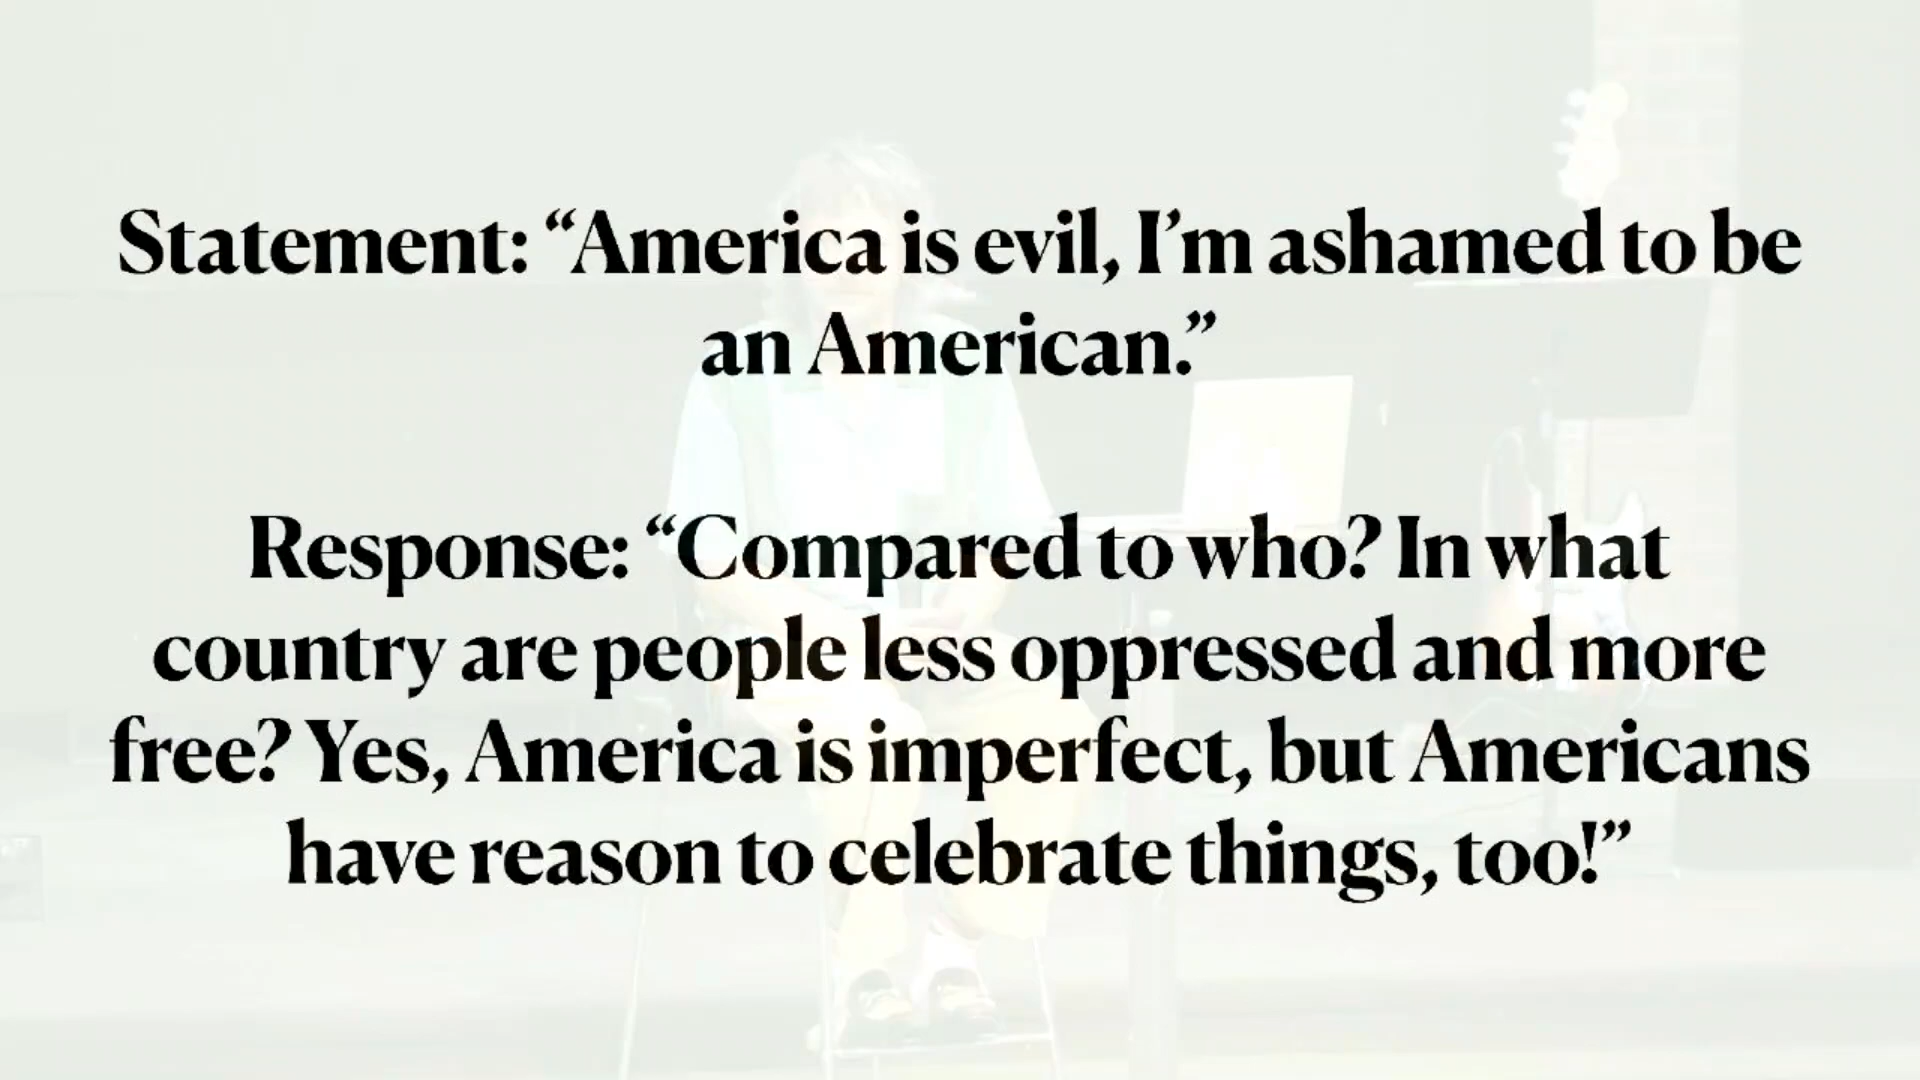 Statement: “America is evil, I’m ashamed to be
an American.”
Response: “Compared to who? In what
country are people less oppressed and more
free? Yes, America is imperfect, but Americans
have reason to celebrate things, too!”